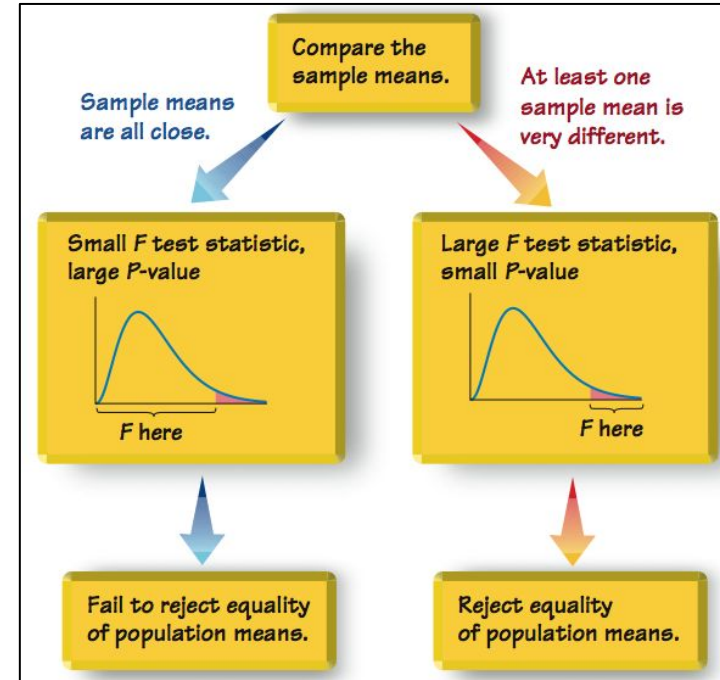 Compare the
sample means.
Sample means
are all close.
At least one
sample mean is
very different.
Small F test statistic,
large P-value
F here
Large F test statistic,
small P-value
F here
Fail to reject equality
of population means.
Reject equality
of population means.